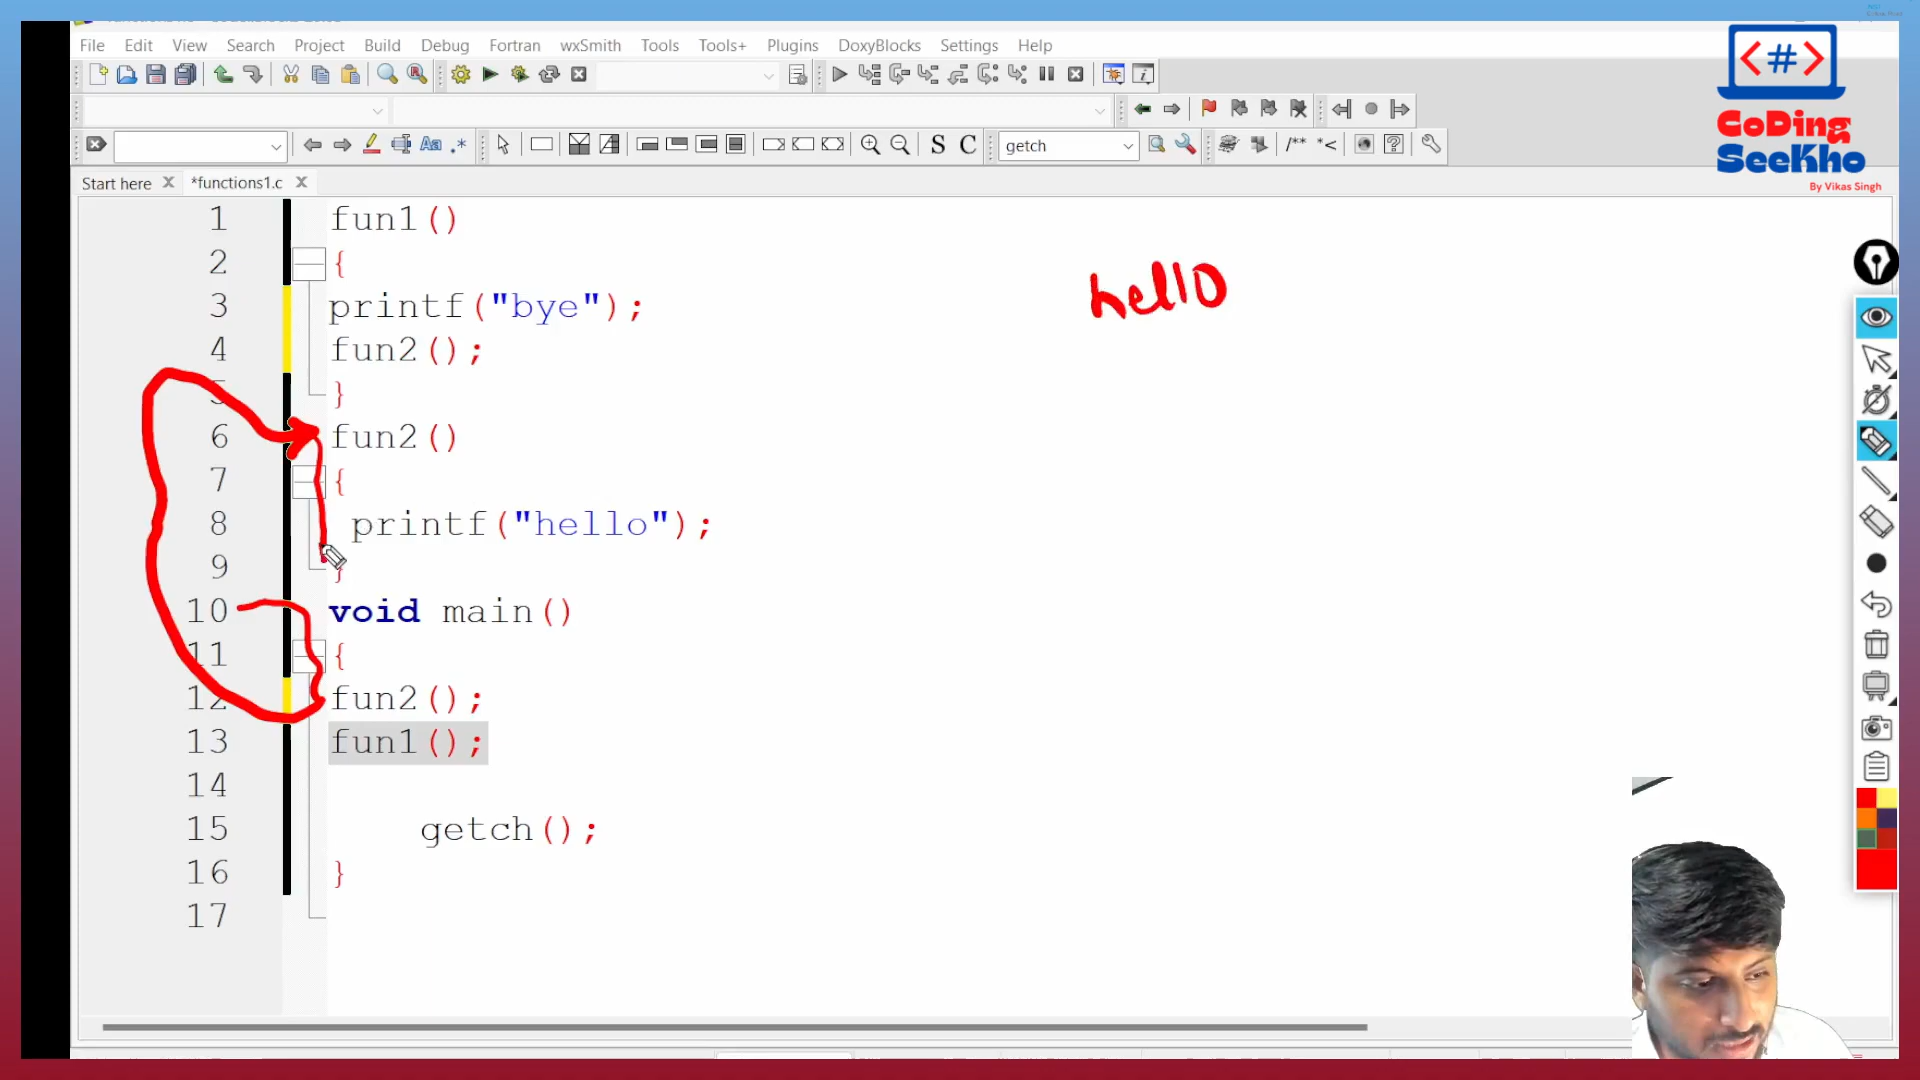 File Edit View Search Project Build Debug Fortran wxSmith Tools Tools+ Plugins DoxyBlocks Settings Help
S C getch /** *<
Start here *functions1.c
CoDing
SeeKho
By Vikas Singh
1 fun1()
2 {
3 printf("bye");
4 fun2();
5 }
6 fun2()
7 {
8 printf("hello");
9 }
10 void main()
11 {
12 fun2();
13 fun1();
14
15 getch();
16 }
17
hello